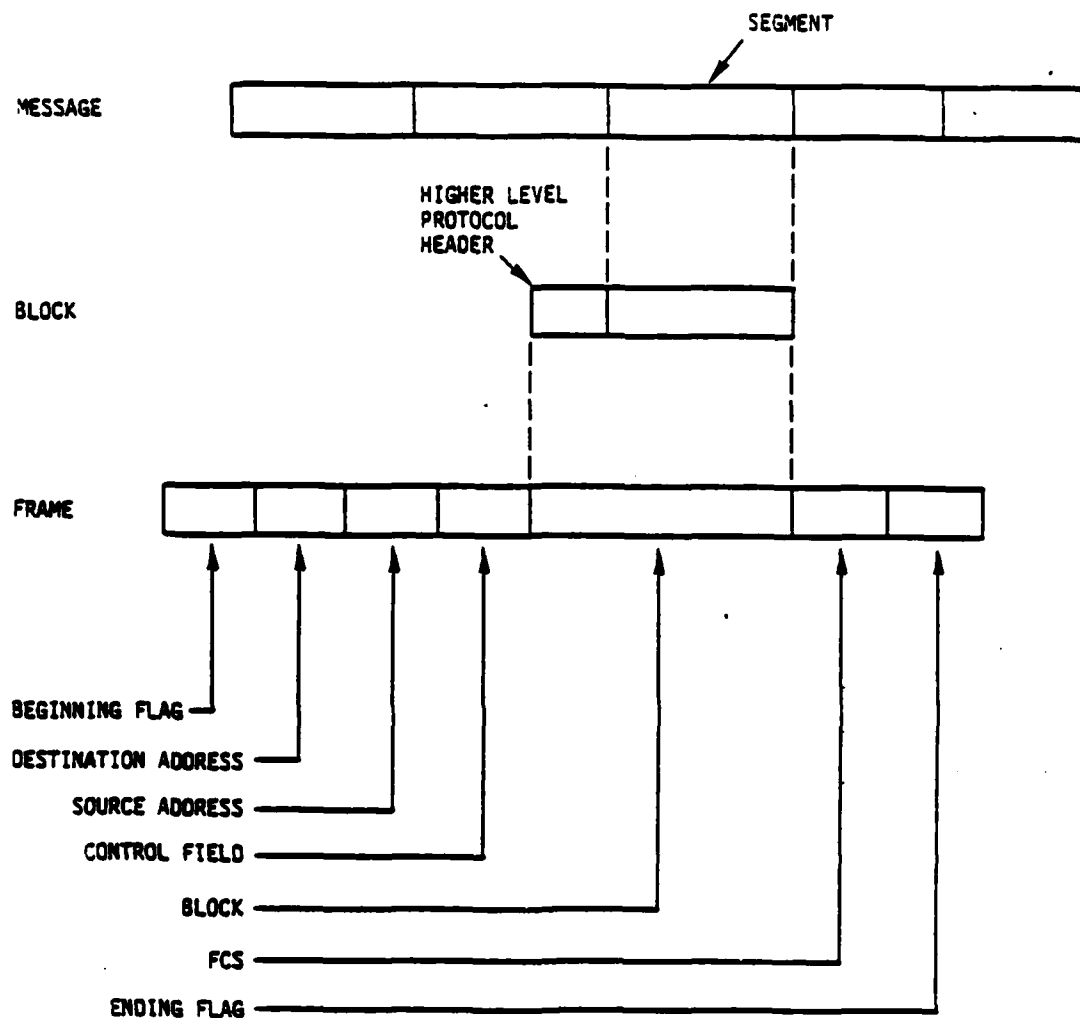 SEGMENT
MESSAGE
HIGHER LEVEL
PROTOCOL
HEADER
BLOCK
FRAME
BEGINNING FLAG
DESTINATION ADDRESS
SOURCE ADDRESS
CONTROL FIELD
BLOCK
FCS
ENDING FLAG